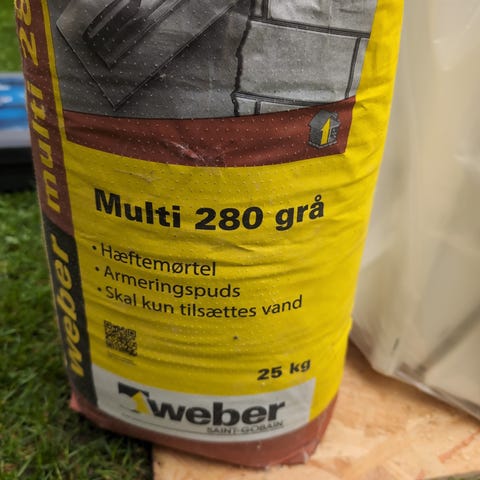 multi 28
weber
Multi 280 grå
• Hæftemørtel
• Armeringspuds
• Skal kun tilsættes vand
25 kg
weber
SAINT-GOBAIN